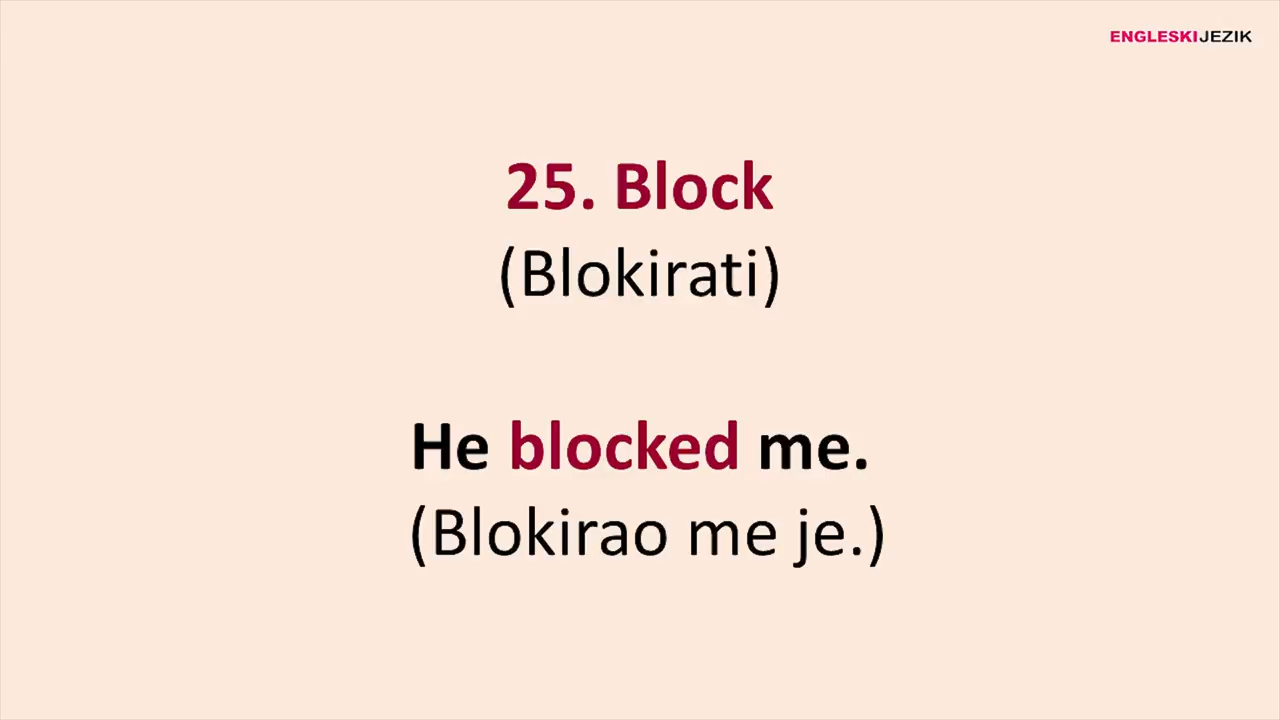 ENGLESKIJEZIK
25. Block
(Blokirati)
He blocked me.
(Blokirao me je.)